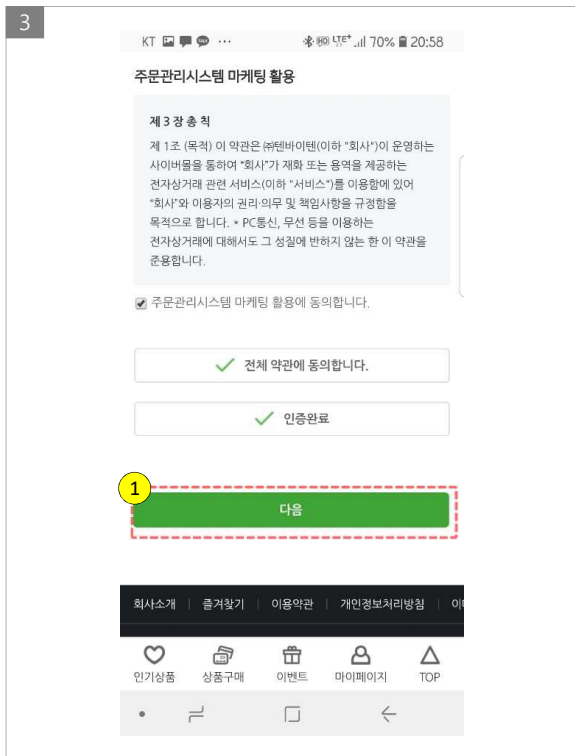 3
KT ··· HD LTE+ 70% 20:58
주문관리시스템 마케팅 활용
제 3 장 총 칙
제 1조 (목적) 이 약관은 ㈜텐바이텐(이하 "회사")이 운영하는
사이버몰을 통하여 "회사"가 재화 또는 용역을 제공하는
전자상거래 관련 서비스(이하 "서비스")를 이용함에 있어
"회사"와 이용자의 권리·의무 및 책임사항을 규정함을
목적으로 합니다. * PC통신, 무선 등을 이용하는
전자상거래에 대해서도 그 성질에 반하지 않는 한 이 약관을
준용합니다.
주문관리시스템 마케팅 활용에 동의합니다.
전체 약관에 동의합니다.
인증완료
1
다음
회사소개 | 즐겨찾기 | 이용약관 | 개인정보처리방침 |
인기상품 상품구매 이벤트 마이페이지 TOP